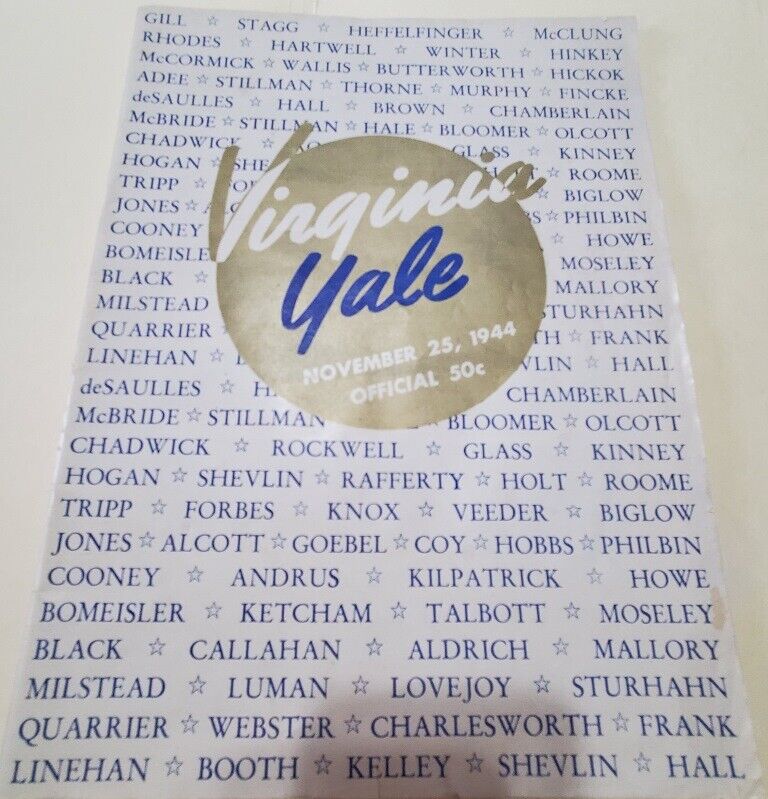 GILL ☆ STAGG ☆ HEFFELFINGER ☆ McCLUNG
RHODES ☆ HARTWELL ☆ WINTER ☆ HINKEY
McCORMICK ☆ WALLIS ☆ BUTTERWORTH ☆ HICKOK
ADEE ☆ STILLMAN ☆ THORNE ☆ MURPHY ☆ FINCKE
deSAULLES ☆ HALL ☆ BROWN ☆ CHAMBERLAIN
McBRIDE ☆ STILLMAN ☆ HALE ☆ BLOOMER ☆ OLCOTT
CHADWICK ☆ GLASS ☆ KINNEY
HOGAN ☆ SHE ☆ ROOME
TRIPP ☆ ☆ BIGLOW
JONES ☆ ☆ PHILBIN
COONEY ☆ HOWE
BOMEISLE MOSELEY
BLACK ☆ MALLORY
MILSTEAD STURHAHN
QUARRIER ☆ TH ☆ FRANK
LINEHAN ☆ VLIN ☆ HALL
Virginia
Yale
NOVEMBER 25, 1944
OFFICIAL 50c
deSAULLES ☆ CHAMBERLAIN
McBRIDE ☆ STILLMAN BLOOMER ☆ OLCOTT
CHADWICK ☆ ROCKWELL ☆ GLASS ☆ KINNEY
HOGAN ☆ SHEVLIN ☆ RAFFERTY ☆ HOLT ☆ ROOME
TRIPP ☆ FORBES ☆ KNOX ☆ VEEDER ☆ BIGLOW
JONES ☆ ALCOTT ☆ GOEBEL ☆ COY ☆ HOBBS ☆ PHILBIN
COONEY ☆ ANDRUS ☆ KILPATRICK ☆ HOWE
BOMEISLER ☆ KETCHAM ☆ TALBOTT ☆ MOSELEY
BLACK ☆ CALLAHAN ☆ ALDRICH ☆ MALLORY
MILSTEAD ☆ LUMAN ☆ LOVEJOY ☆ STURHAHN
QUARRIER ☆ WEBSTER ☆ CHARLESWORTH ☆ FRANK
LINEHAN ☆ BOOTH ☆ KELLEY ☆ SHEVLIN ☆ HALL